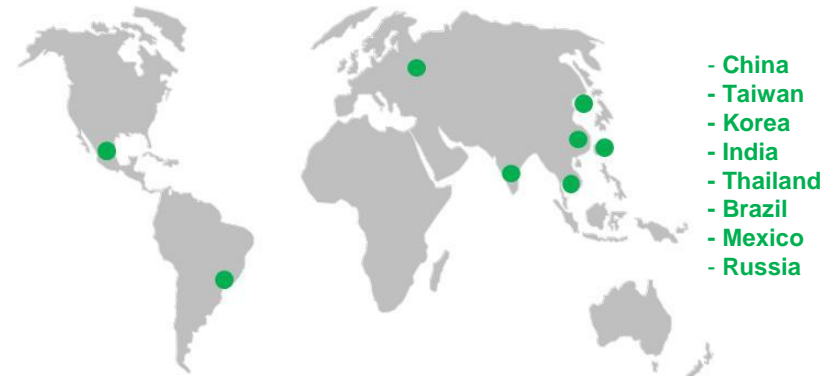 - China
- Taiwan
- Korea
- India
- Thailand
- Brazil
- Mexico
- Russia